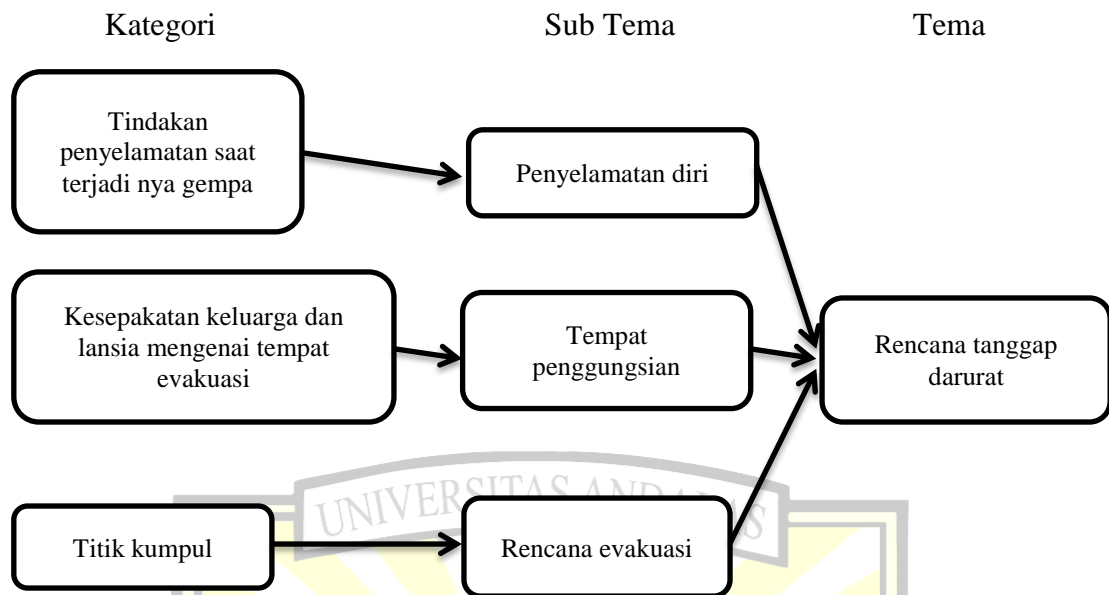 Kategori Sub Tema Tema
Tindakan
penyelamatan saat
terjadi nya gempa
Penyelamatan diri
Kesepakatan keluarga dan
lansia mengenai tempat
evakuasi
Tempat
penggungsian
Rencana tanggap
darurat
UNIVERSITAS ANDALAS
Titik kumpul
Rencana evakuasi